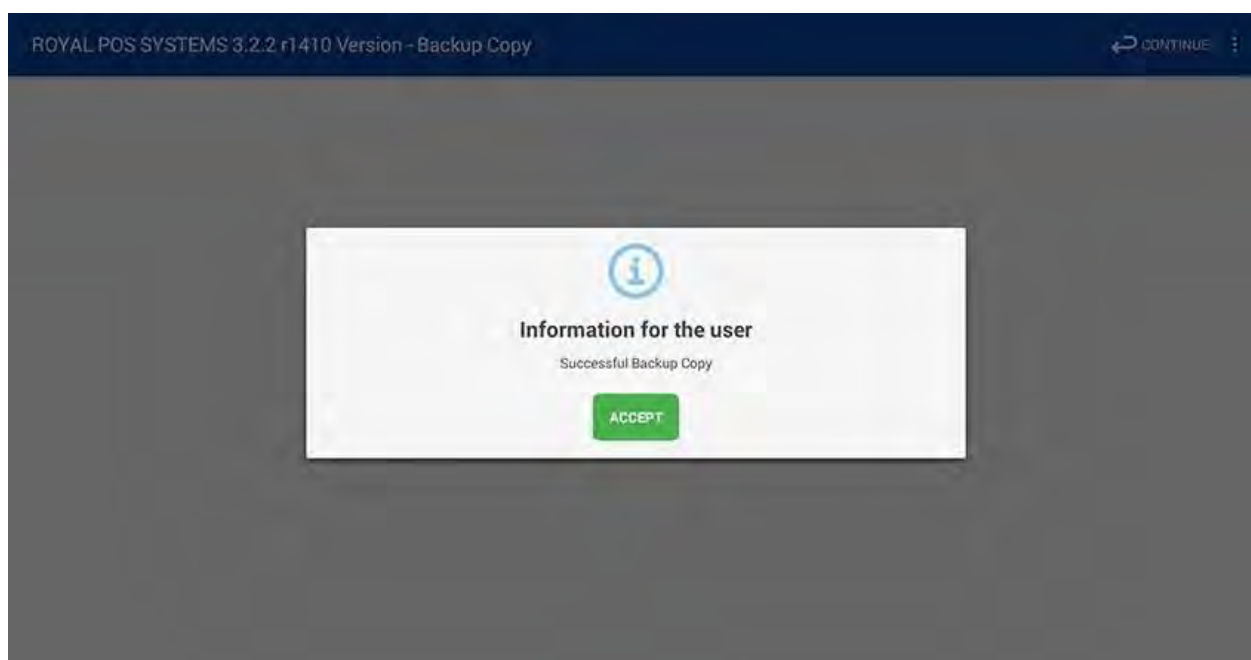 ROYAL POS SYSTEMS 3.2.2 r1410 Version - Backup Copy
CONTINUE
Information for the user
Successful Backup Copy
ACCEPT